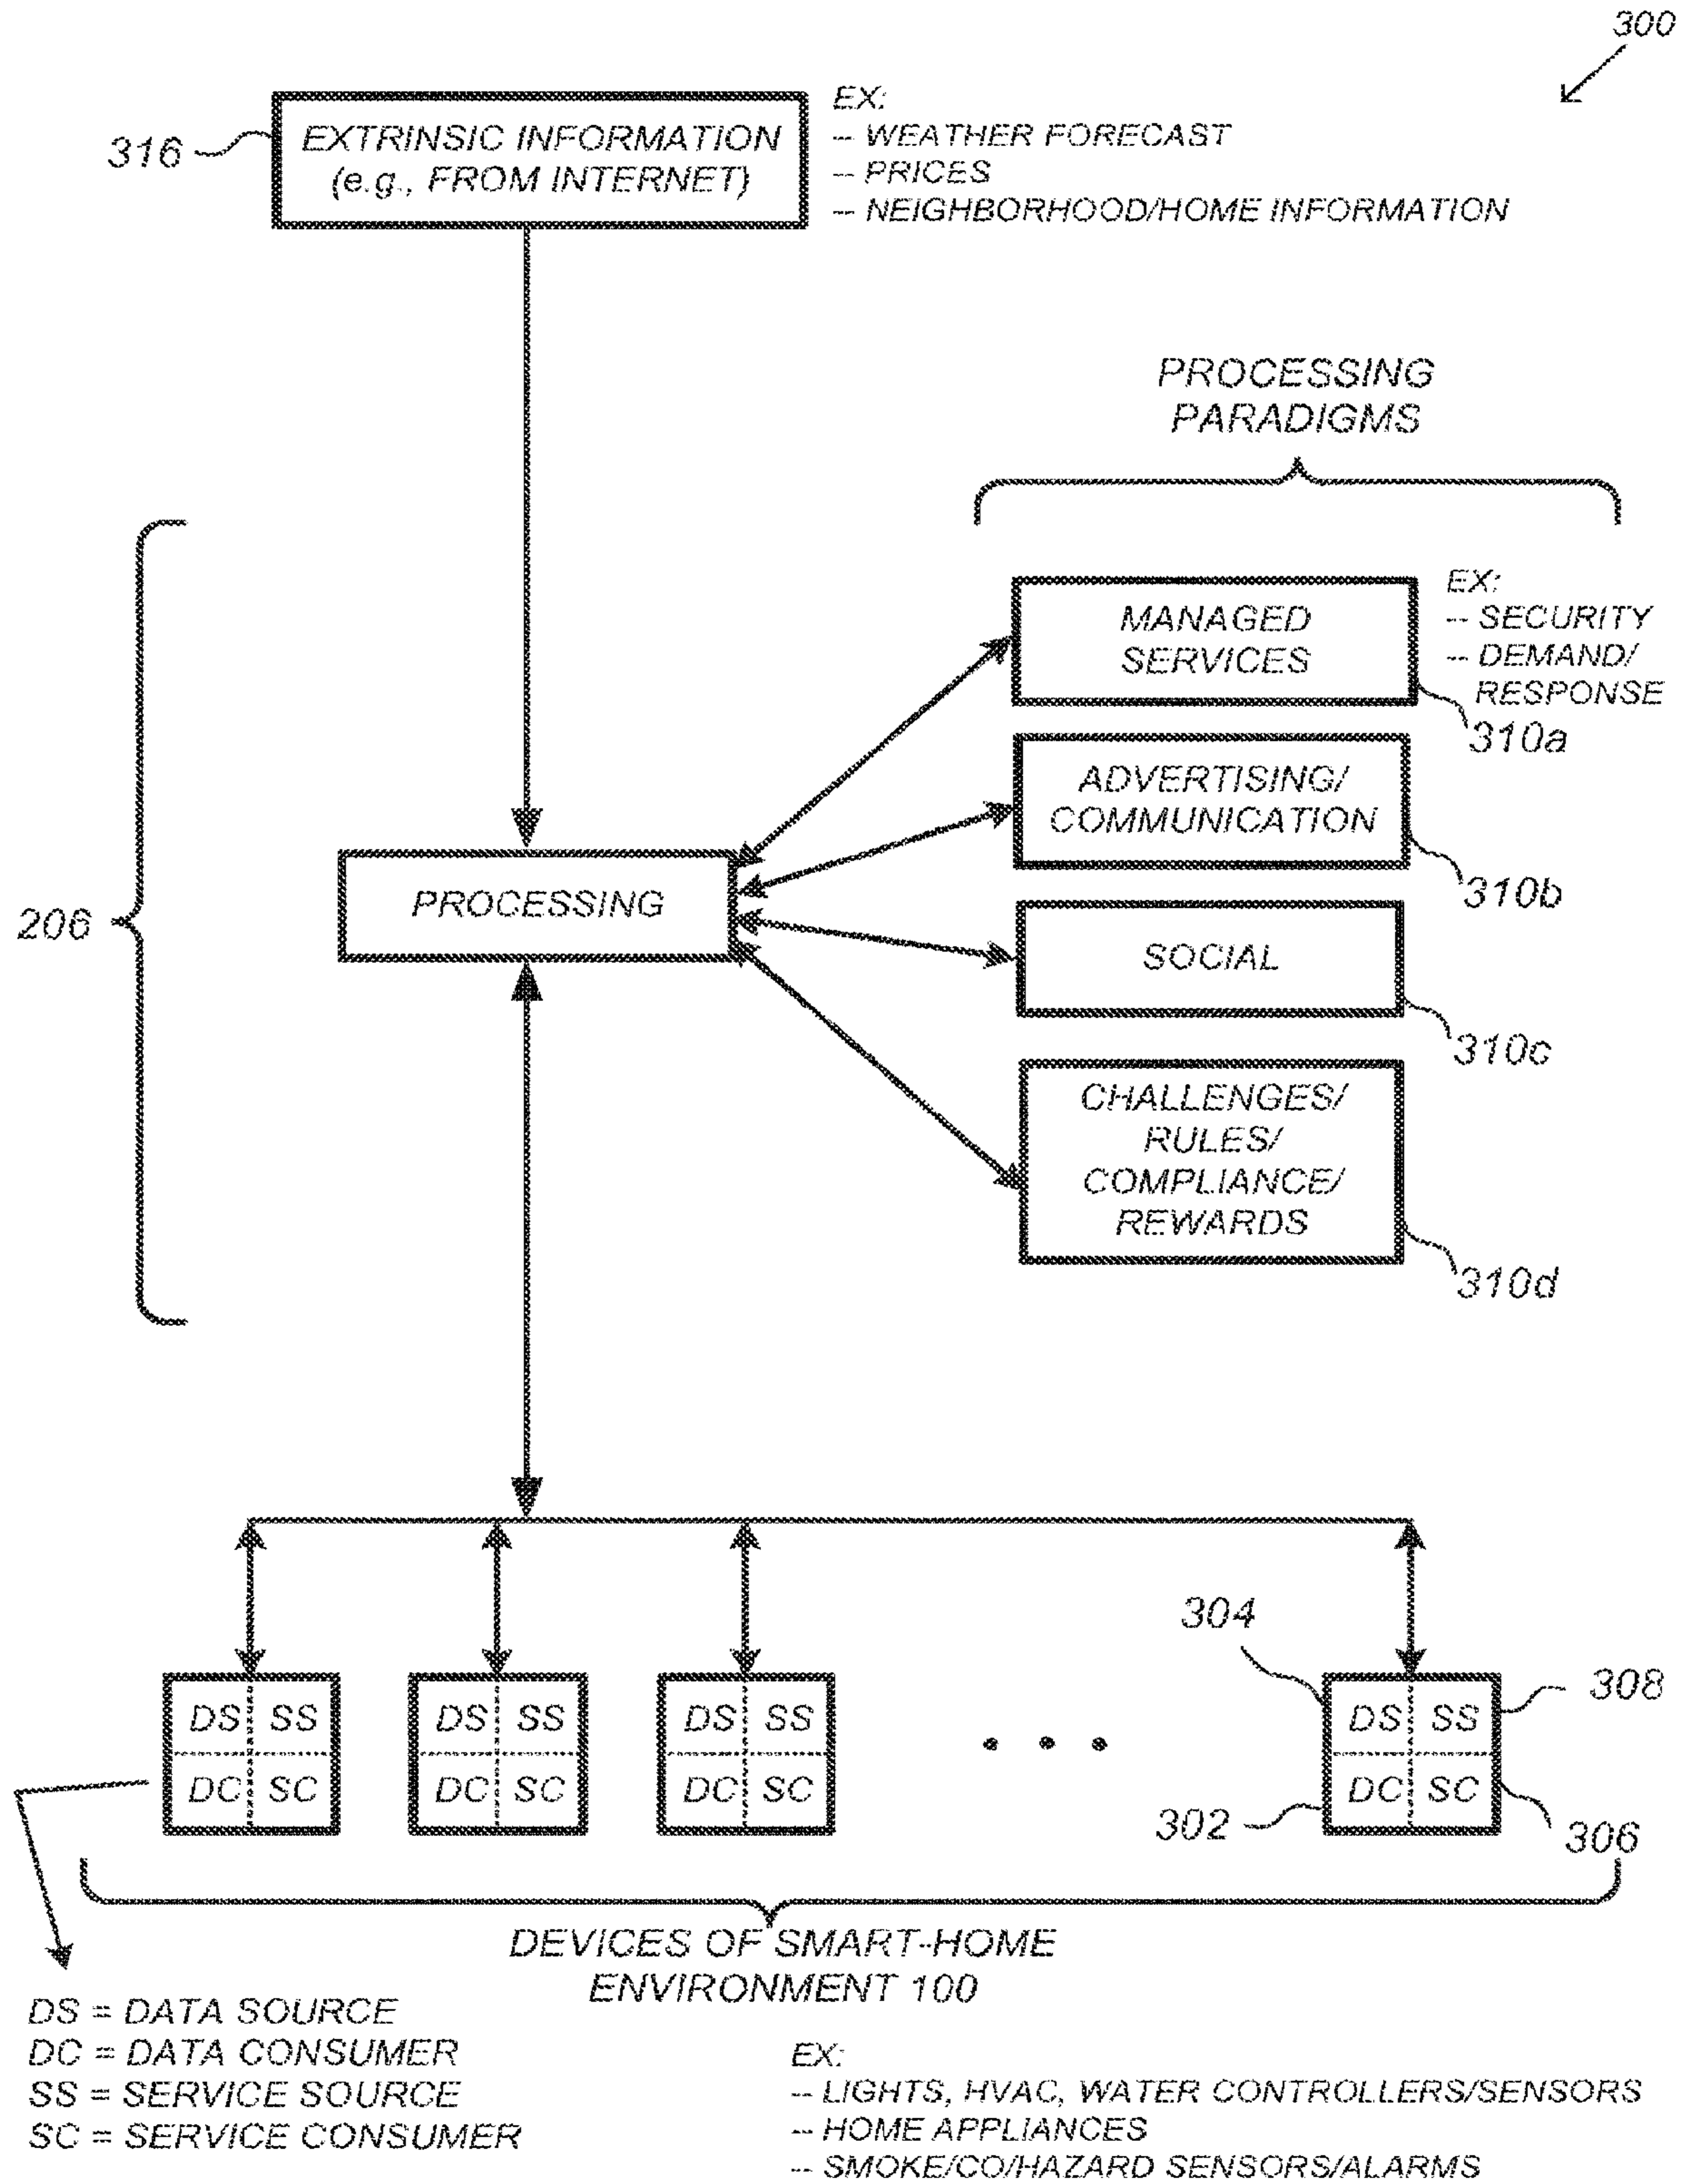 300
316
EXTRINSIC INFORMATION
(e.g., FROM INTERNET)
EX:
-- WEATHER FORECAST
-- PRICES
-- NEIGHBORHOOD/HOME INFORMATION
PROCESSING
PARADIGMS
206
PROCESSING
MANAGED
SERVICES
EX:
-- SECURITY
-- DEMAND/
RESPONSE
310a
ADVERTISING/
COMMUNICATION
310b
SOCIAL
310c
CHALLENGES/
RULES/
COMPLIANCE/
REWARDS
310d
304
308
DS SS
DC SC
DS SS
DC SC
DS SS
DC SC
• • •
DS SS
DC SC
302
306
DEVICES OF SMART-HOME
ENVIRONMENT 100
DS = DATA SOURCE
DC = DATA CONSUMER
SS = SERVICE SOURCE
SC = SERVICE CONSUMER
EX:
-- LIGHTS, HVAC, WATER CONTROLLERS/SENSORS
-- HOME APPLIANCES
-- SMOKE/CO/HAZARD SENSORS/ALARMS